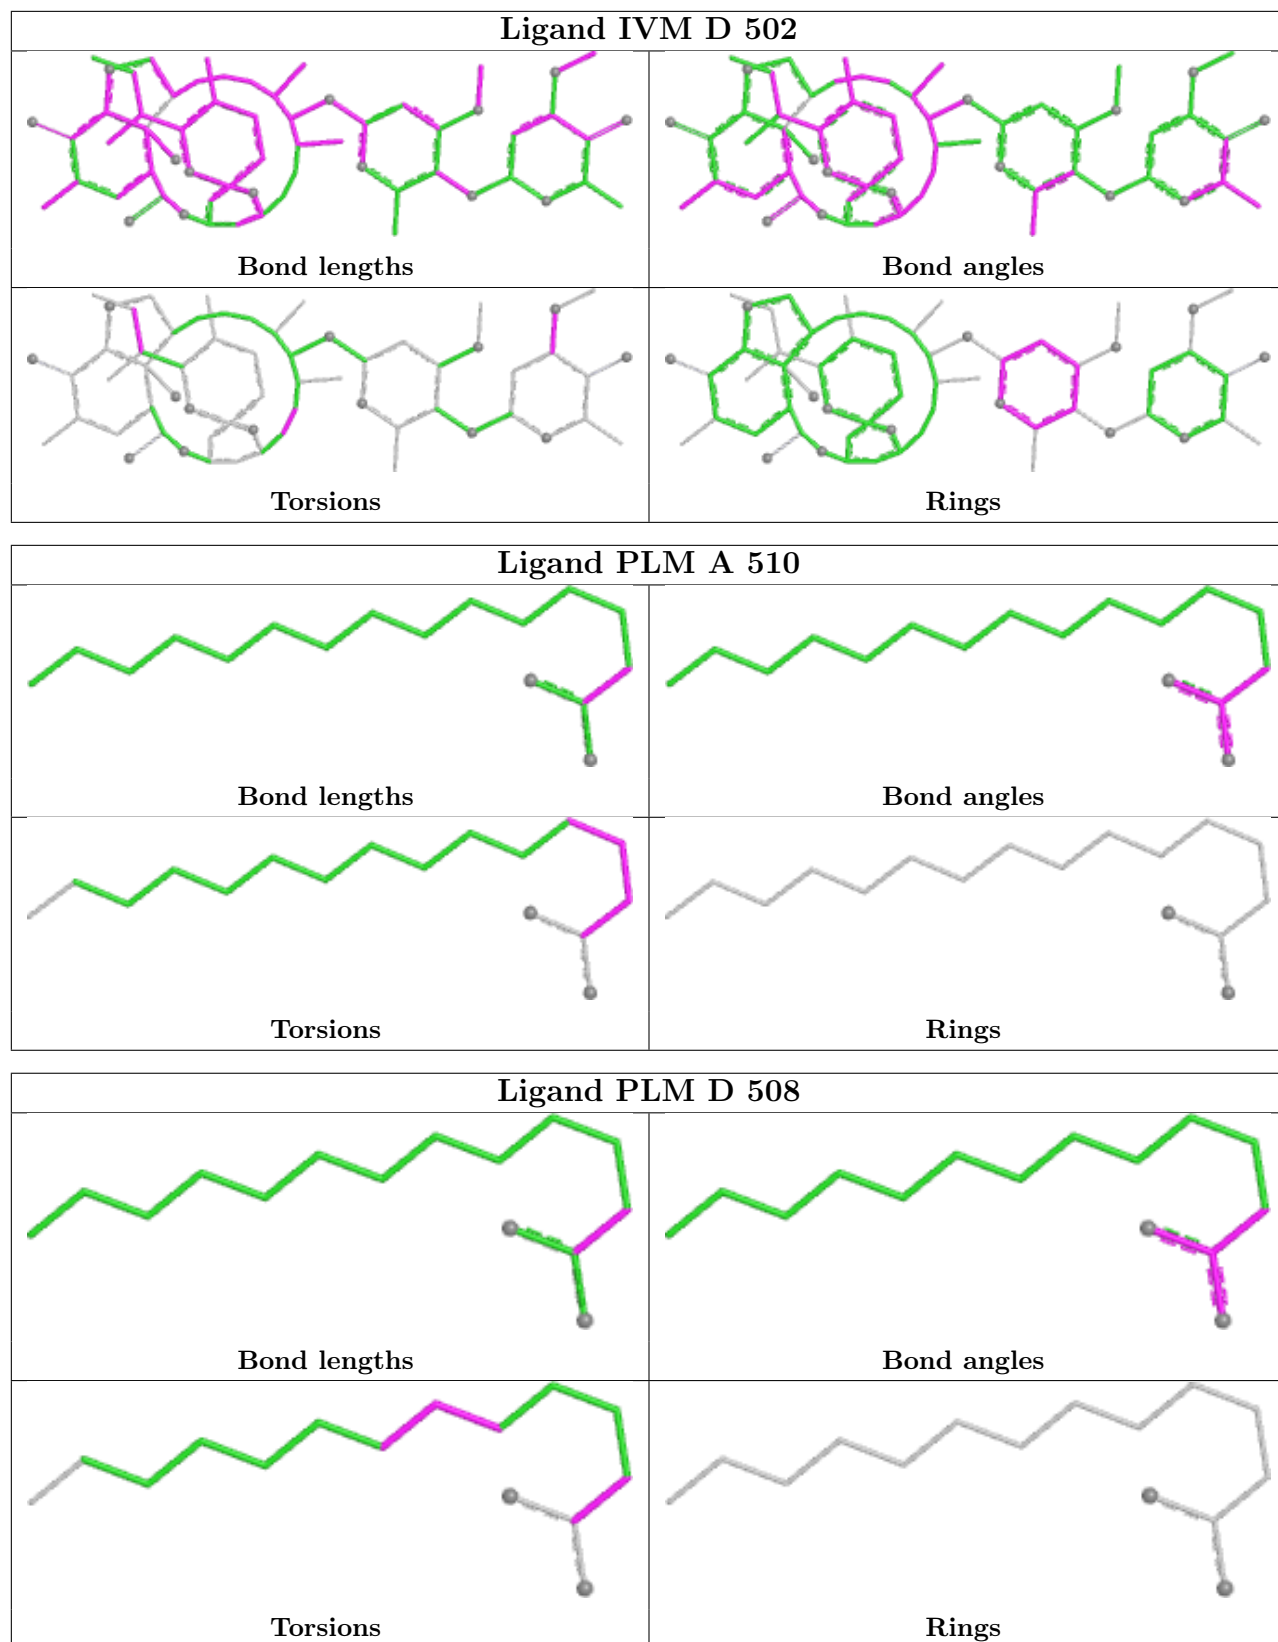 Ligand IVM D 502
Bond lengths
Bond angles
Torsions
Rings
Ligand PLM A 510
Bond lengths
Bond angles
Torsions
Rings
Ligand PLM D 508
Bond lengths
Bond angles
Torsions
Rings